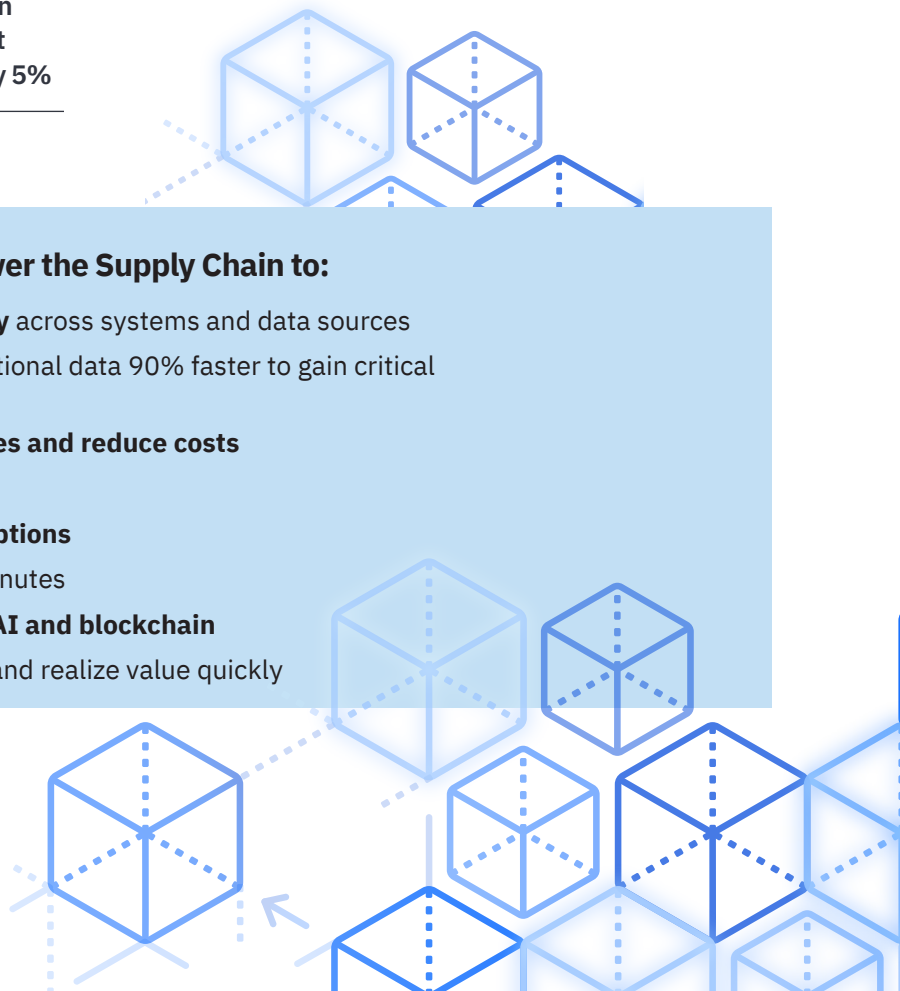 n
t
y 5%
ver the Supply Chain to:
y across systems and data sources
tional data 90% faster to gain critical
es and reduce costs
ptions
nutes
AI and blockchain
and realize value quickly